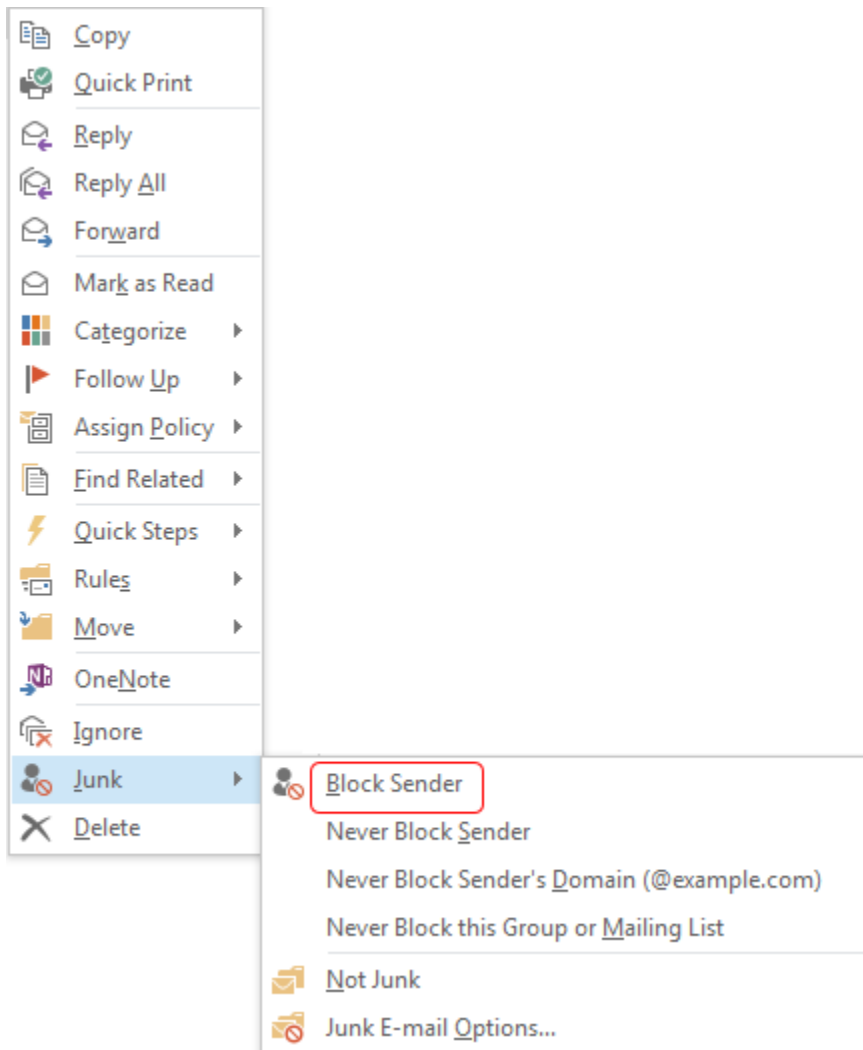 Copy
Quick Print
Reply
Reply All
Forward
Mark as Read
Categorize
Follow Up
Assign Policy
Find Related
Quick Steps
Rules
Move
OneNote
Ignore
Junk
Delete
Block Sender
Never Block Sender
Never Block Sender's Domain (@example.com)
Never Block this Group or Mailing List
Not Junk
Junk E-mail Options...